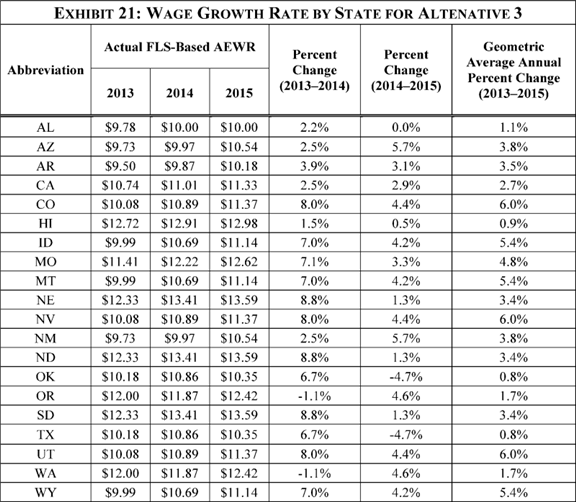 EXHIBIT 21: WAGE GROWTH RATE BY STATE FOR ALTENATIVE 3
Abbreviation Actual FLS-Based AEWR Percent Change (2013–2014) Percent Change (2014–2015) Geometric Average Annual Percent Change (2013–2015)
2013 2014 2015
AL $9.78 $10.00 $10.00 2.2% 0.0% 1.1%
AZ $9.73 $9.97 $10.54 2.5% 5.7% 3.8%
AR $9.50 $9.87 $10.18 3.9% 3.1% 3.5%
CA $10.74 $11.01 $11.33 2.5% 2.9% 2.7%
CO $10.08 $10.89 $11.37 8.0% 4.4% 6.0%
HI $12.72 $12.91 $12.98 1.5% 0.5% 0.9%
ID $9.99 $10.69 $11.14 7.0% 4.2% 5.4%
MO $11.41 $12.22 $12.62 7.1% 3.3% 4.8%
MT $9.99 $10.69 $11.14 7.0% 4.2% 5.4%
NE $12.33 $13.41 $13.59 8.8% 1.3% 3.4%
NV $10.08 $10.89 $11.37 8.0% 4.4% 6.0%
NM $9.73 $9.97 $10.54 2.5% 5.7% 3.8%
ND $12.33 $13.41 $13.59 8.8% 1.3% 3.4%
OK $10.18 $10.86 $10.35 6.7% -4.7% 0.8%
OR $12.00 $11.87 $12.42 -1.1% 4.6% 1.7%
SD $12.33 $13.41 $13.59 8.8% 1.3% 3.4%
TX $10.18 $10.86 $10.35 6.7% -4.7% 0.8%
UT $10.08 $10.89 $11.37 8.0% 4.4% 6.0%
WA $12.00 $11.87 $12.42 -1.1% 4.6% 1.7%
WY $9.99 $10.69 $11.14 7.0% 4.2% 5.4%